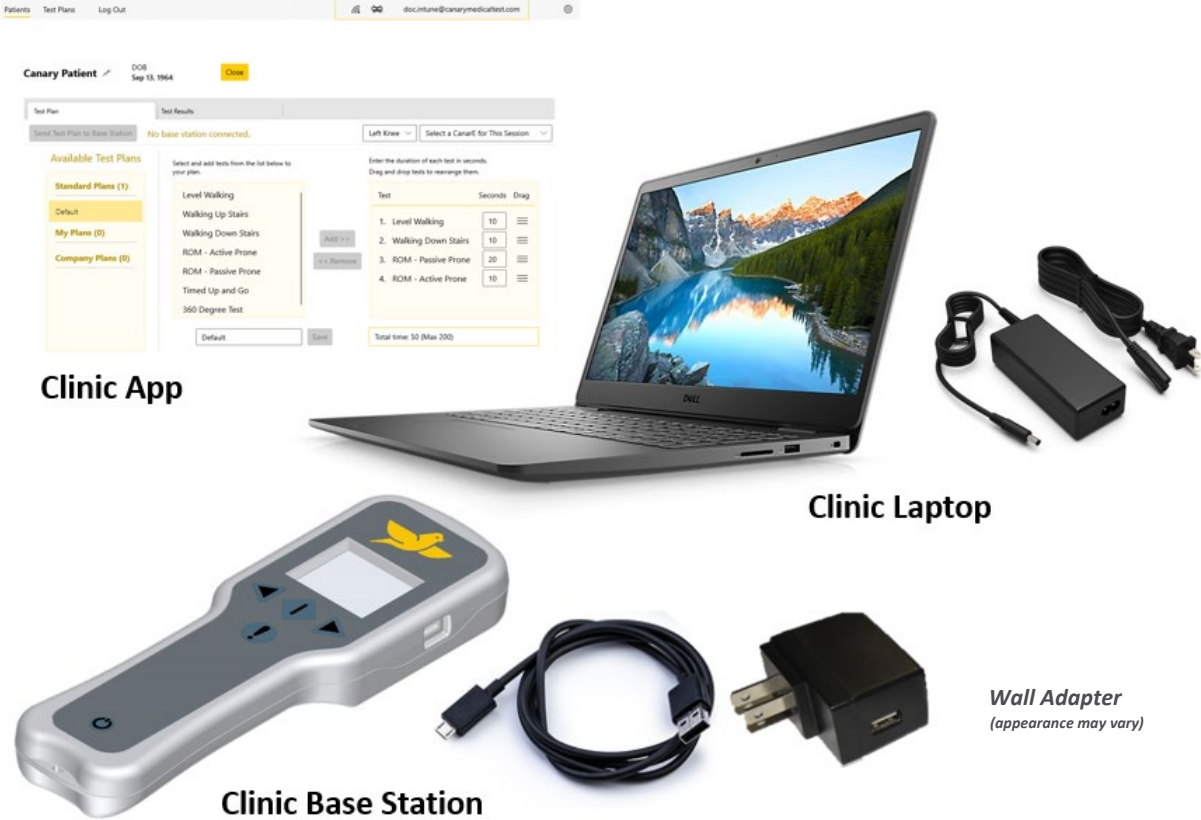 Patients Test Plans Log Out doc.intune@canarymedicaltest.com
Canary Patient
DOB
Sep 13, 1964
Close
Test Plan Test Results
Send Test Plan to Base Station No base station connected. Left Knee Select a CanarE for This Session
Available Test Plans
Standard Plans (1)
Default
My Plans (0)
Company Plans (0)
Select and add tests from the list below to
your plan.
Level Walking
Walking Up Stairs
Walking Down Stairs
ROM - Active Prone
ROM - Passive Prone
Timed Up and Go
360 Degree Test
Default Save
Add >>
<< Remove
Enter the duration of each test in seconds.
Drag and drop tests to rearrange them.
Test Seconds Drag
1. Level Walking 10
2. Walking Down Stairs 10
3. ROM - Passive Prone 20
4. ROM - Active Prone 10
Total time: 50 (Max 200)
Clinic App
DELL
Clinic Laptop
Wall Adapter
(appearance may vary)
Clinic Base Station